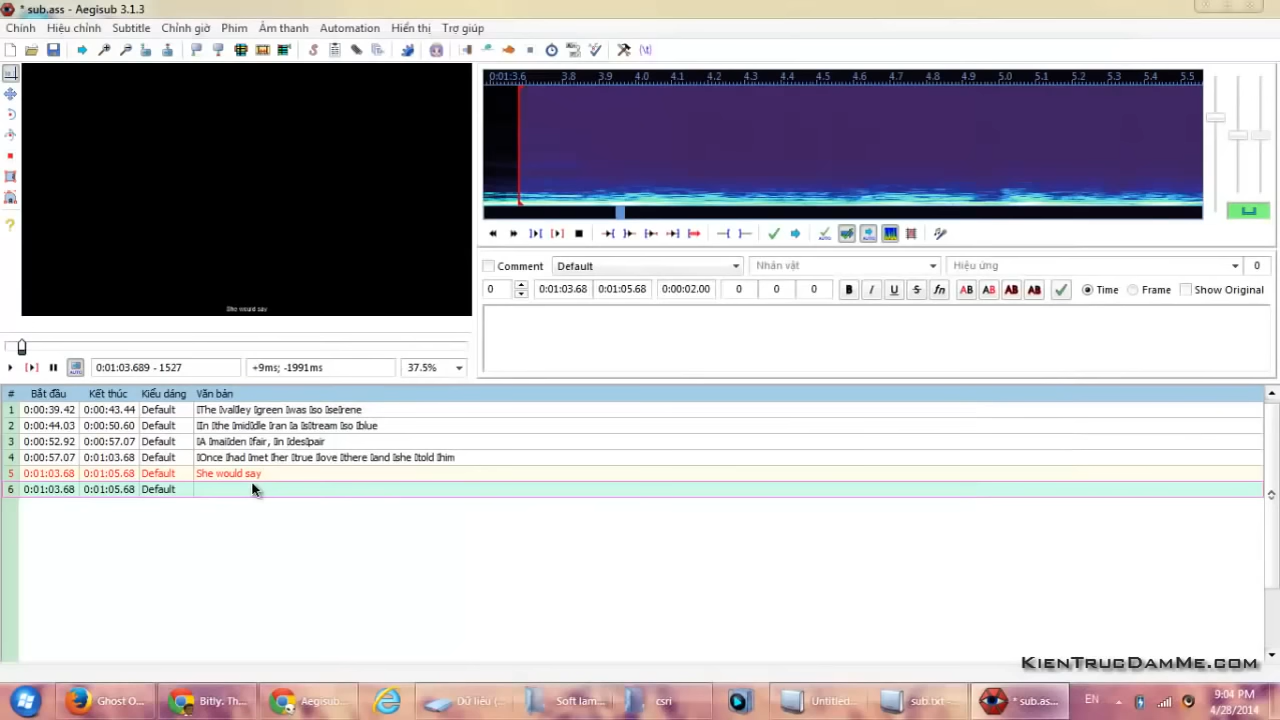 * sub.ass - Aegisub 3.1.3
Chính Hiệu chỉnh Subtitle Chỉnh giờ Phim Âm thanh Automation Hiển thị Trợ giúp
0:01:3.6 3.8 3.9 4.0 4.1 4.2 4.3 4.4 4.5 4.6 4.7 4.8 4.9 5.0 5.1 5.2 5.3 5.4 5.5
She would say
Comment Default Nhân vật Hiệu ứng 0
0 0:01:03.68 0:01:05.68 0:00:02.00 0 0 0 B I U S fn AB AB AB AB Time Frame Show Original
0:01:03.689 - 1527 +9ms; -1991ms 37.5%
# Bắt đầu Kết thúc Kiểu dáng Văn bản
1 0:00:39.42 0:00:43.44 Default The valley green was so serene
2 0:00:44.03 0:00:50.60 Default In the middle ran a stream so blue
3 0:00:52.92 0:00:57.07 Default A maiden fair, in despair
4 0:00:57.07 0:01:03.68 Default Once had met her true love there and she told him
5 0:01:03.68 0:01:05.68 Default She would say
6 0:01:03.68 0:01:05.68 Default
KienTrucDamMe.com
Ghost O... Bitly. Th... Aegisub... Dữ liệu (... Soft lam... csri Untitled... sub.txt -... * sub.as... EN 9:04 PM
4/28/2014